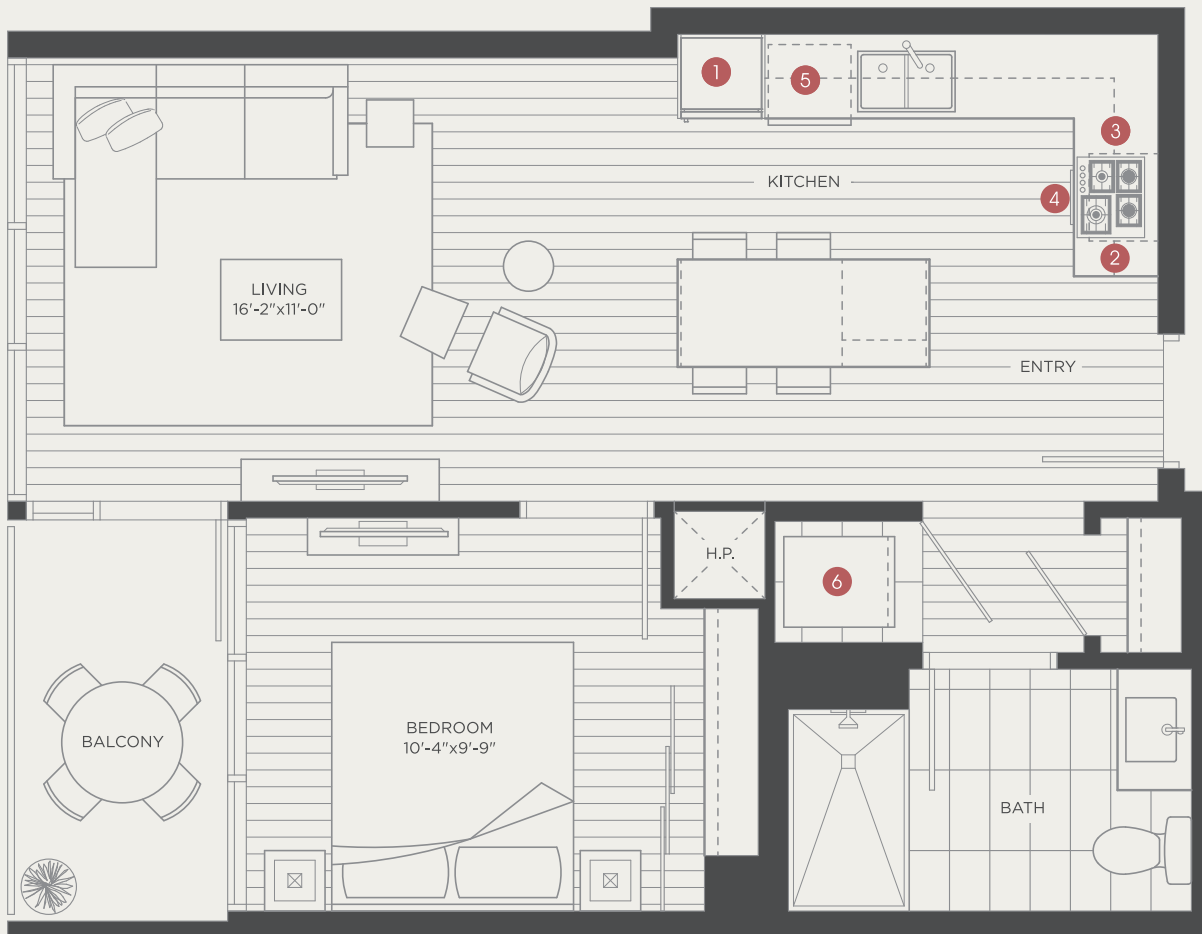 1
5
3
KITCHEN
4
2
LIVING
16'-2"x11'-0"
ENTRY
H.P.
6
BEDROOM
10'-4"x9'-9"
BALCONY
BATH